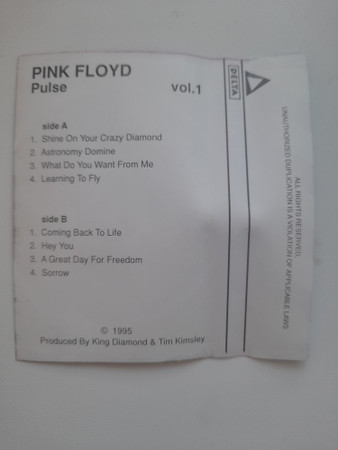 PINK FLOYD
Pulse vol.1
side A
1. Shine On Your Crazy Diamond
2. Astronomy Domine
3. What Do You Want From Me
4. Learning To Fly
side B
1. Coming Back To Life
2. Hey You
3. A Great Day For Freedom
4. Sorrow
© 1995
Produced By King Diamond & Tim Kimsley
DELTA
ALL RIGHTS RESERVED.
UNAUTHORIZED DUPLICATION IS A VIOLATION OF APPLICABLE LAWS